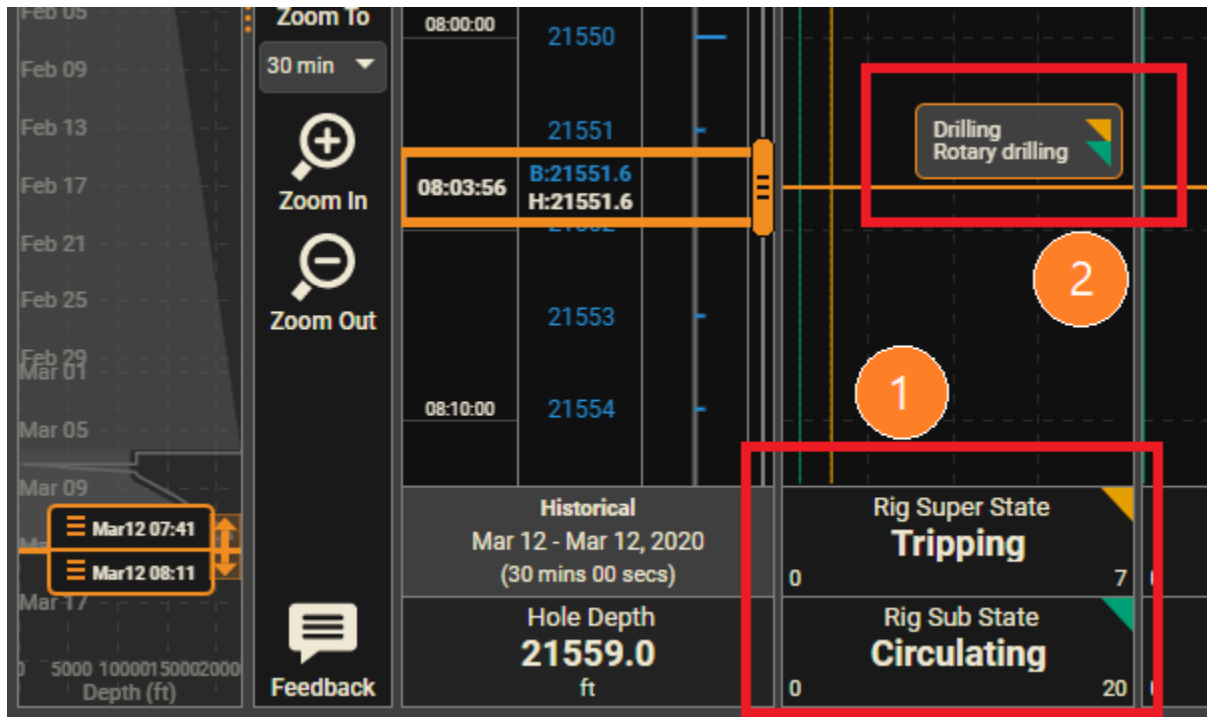 Feb 05
Feb 09
Feb 13
Feb 17
Feb 21
Feb 25
Feb 29
Mar 01
Mar 05
Mar 09
Mar12 07:41
Mar12 08:11
Mar 17
5000 10000 15000 2000
Depth (ft)
Zoom To
30 min
Zoom In
Zoom Out
Feedback
08:00:00
21550
21551
08:03:56
B:21551.6
H:21551.6
21553
08:10:00
21554
Historical
Mar 12 - Mar 12, 2020
(30 mins 00 secs)
Hole Depth
21559.0
ft
Drilling
Rotary drilling
2
1
Rig Super State
Tripping
0 7
Rig Sub State
Circulating
0 20